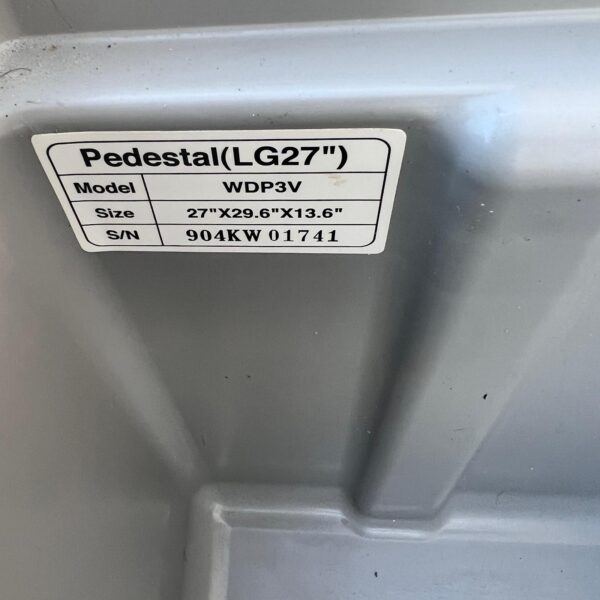 Pedestal(LG27")
Model WDP3V
Size 27"X29.6"X13.6"
S/N 904KW01741